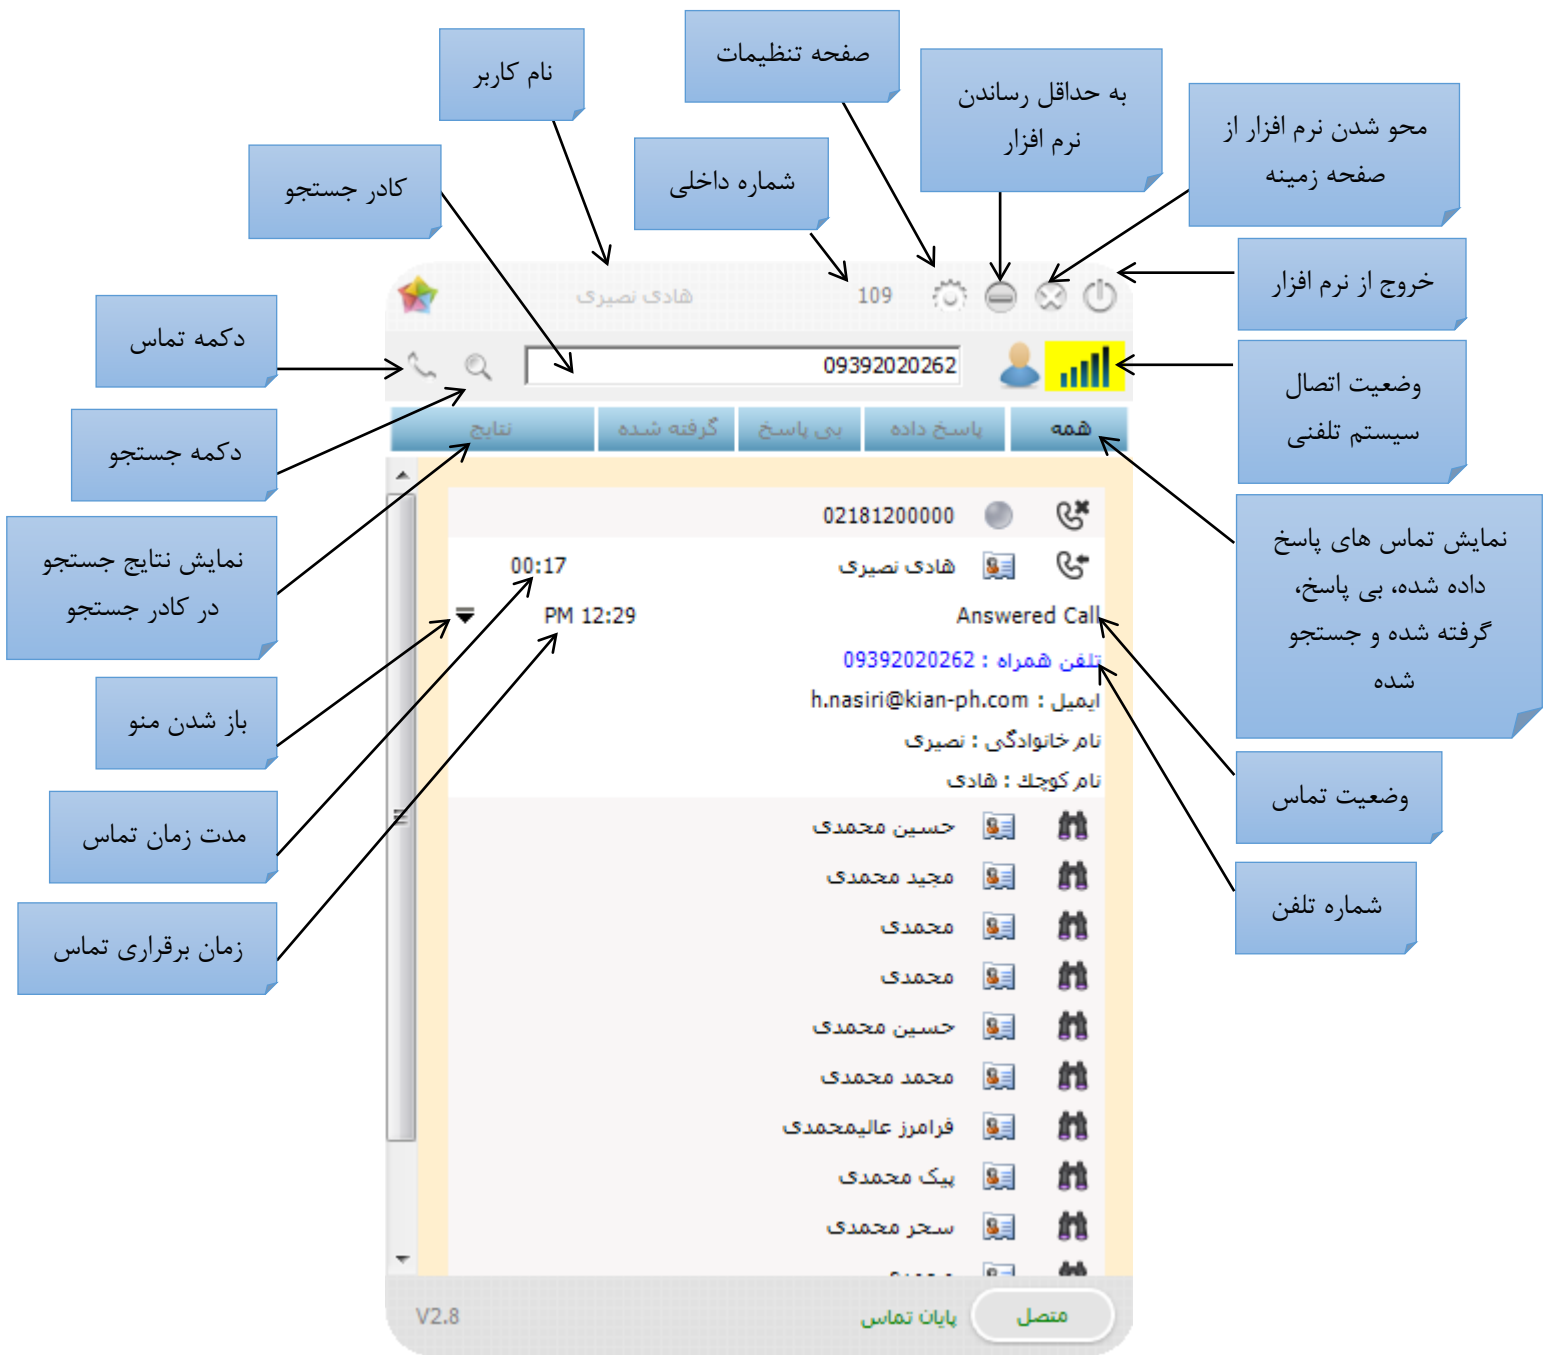 صفحه تنظیمات
نام کاربر
به حداقل رساندن
نرم افزار
محو شدن نرم افزار از
صفحه زمینه
کادر جستجو
شماره داخلی
خروج از نرم افزار
هادی نصیری
109
دکمه تماس
09392020262
وضعیت اتصال
سیستم تلفنی
همه
پاسخ داده
بی پاسخ
گرفته شده
نتایج
دکمه جستجو
نمایش نتایج جستجو
در کادر جستجو
نمایش تماس های پاسخ
داده شده، بی پاسخ،
گرفته شده و جستجو
شده
02181200000
هادی نصیری
00:17
Answered Call
PM 12:29
تلفن همراه : 09392020262
ایمیل : h.nasiri@kian-ph.com
نام خانوادگی : نصیری
نام کوچك : هادی
باز شدن منو
وضعیت تماس
مدت زمان تماس
شماره تلفن
زمان برقراری تماس
حسین محمدی
مجید محمدی
محمدی
محمدی
حسین محمدی
محمد محمدی
فرامرز عالیمحمدی
پیک محمدی
سحر محمدی
متصل
پایان تماس
V2.8